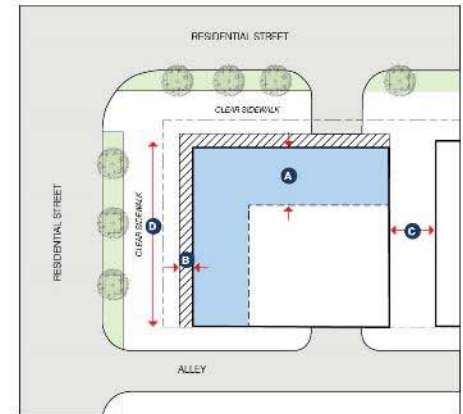 RESIDENTIAL STREET
CLEAR SIDEWALK
A
RESIDENTIAL STREET
CLEAR SIDEWALK
D
B
C
ALLEY